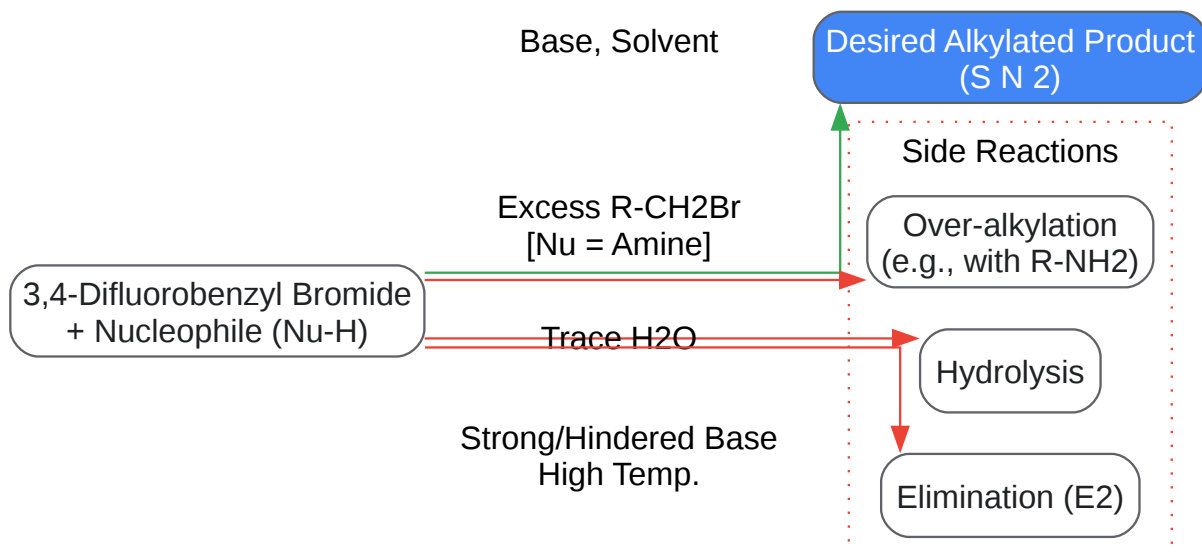 Base, Solvent
Desired Alkylated Product
(S N 2)
Side Reactions
Excess R-CH2Br
[Nu = Amine]
Over-alkylation
(e.g., with R-NH2)
3,4-Difluorobenzyl Bromide
+ Nucleophile (Nu-H)
Trace H2O
Hydrolysis
Strong/Hindered Base
High Temp.
Elimination (E2)